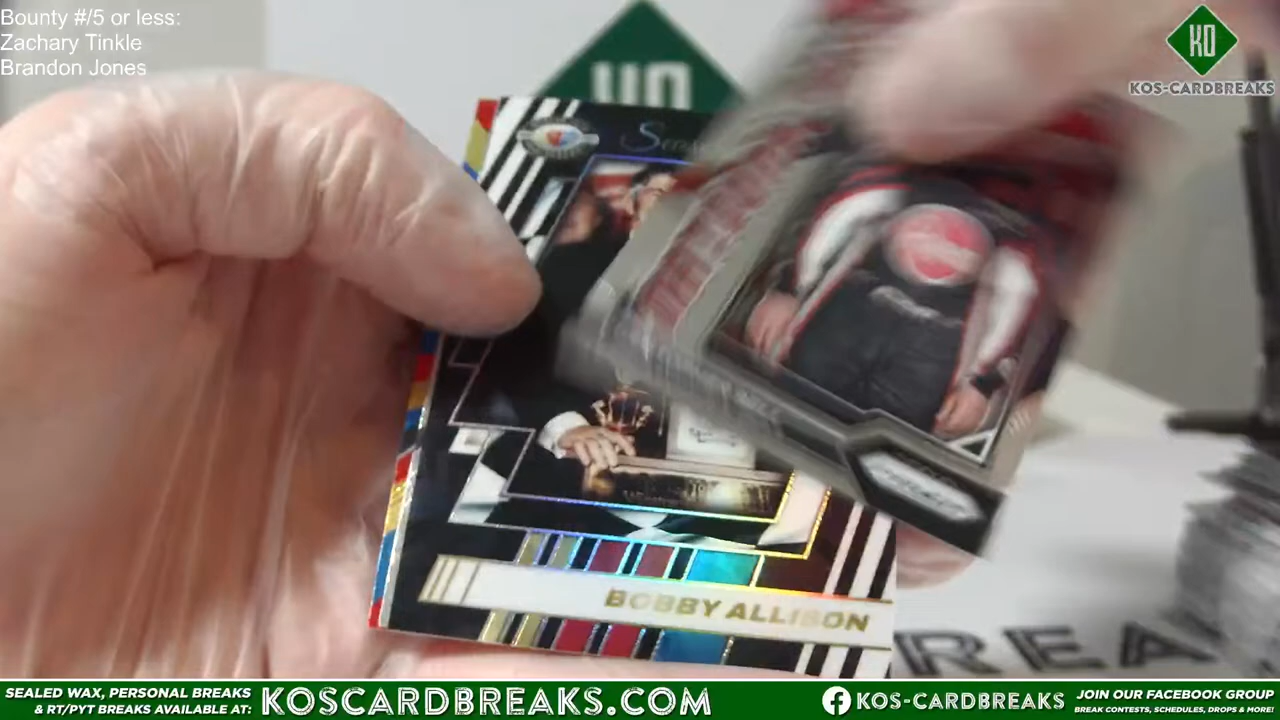 Bounty #/5 or less:
Zachary Tinkle
Brandon Jones
KO
KOS-CARDBREAKS
BOBBY ALLISON
REA
SEALED WAX, PERSONAL BREAKS
& RT/PYT BREAKS AVAILABLE AT:
KOSCARDBREAKS.COM
KOS-CARDBREAKS
JOIN OUR FACEBOOK GROUP
BREAK CONTESTS, SCHEDULES, DROPS & MORE!